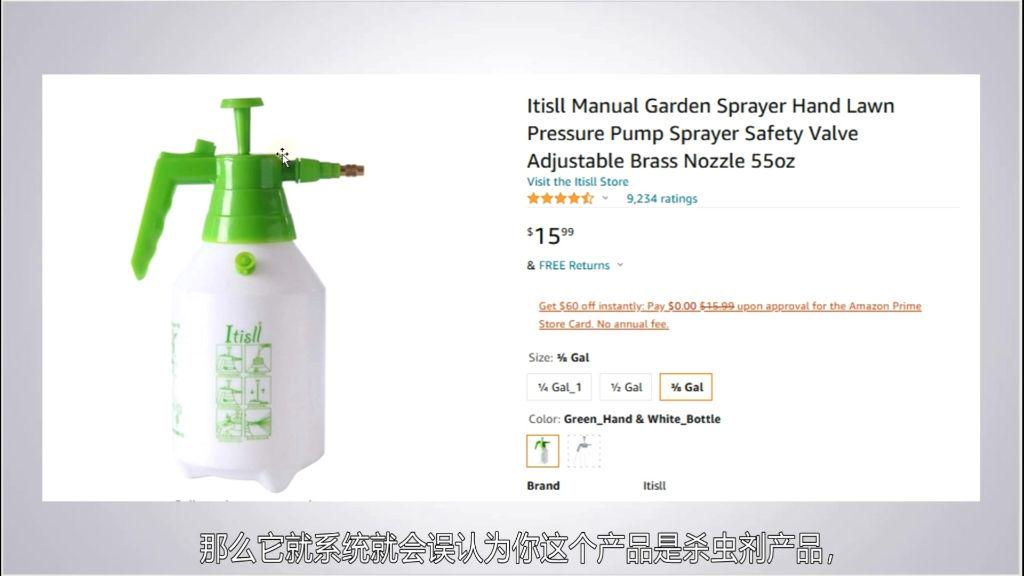 Itisll Manual Garden Sprayer Hand Lawn
Pressure Pump Sprayer Safety Valve
Adjustable Brass Nozzle 55oz
Visit the Itisll Store
9,234 ratings
$15 99
& FREE Returns
Get $60 off instantly: Pay $0.00 $15.99 upon approval for the Amazon Prime
Store Card. No annual fee.
Size: ⅜ Gal
¼ Gal_1 ½ Gal ⅜ Gal
Color: Green_Hand & White_Bottle
Brand Itisll
Itisll
那么它就系统就会误认为你这个产品是杀虫剂产品，